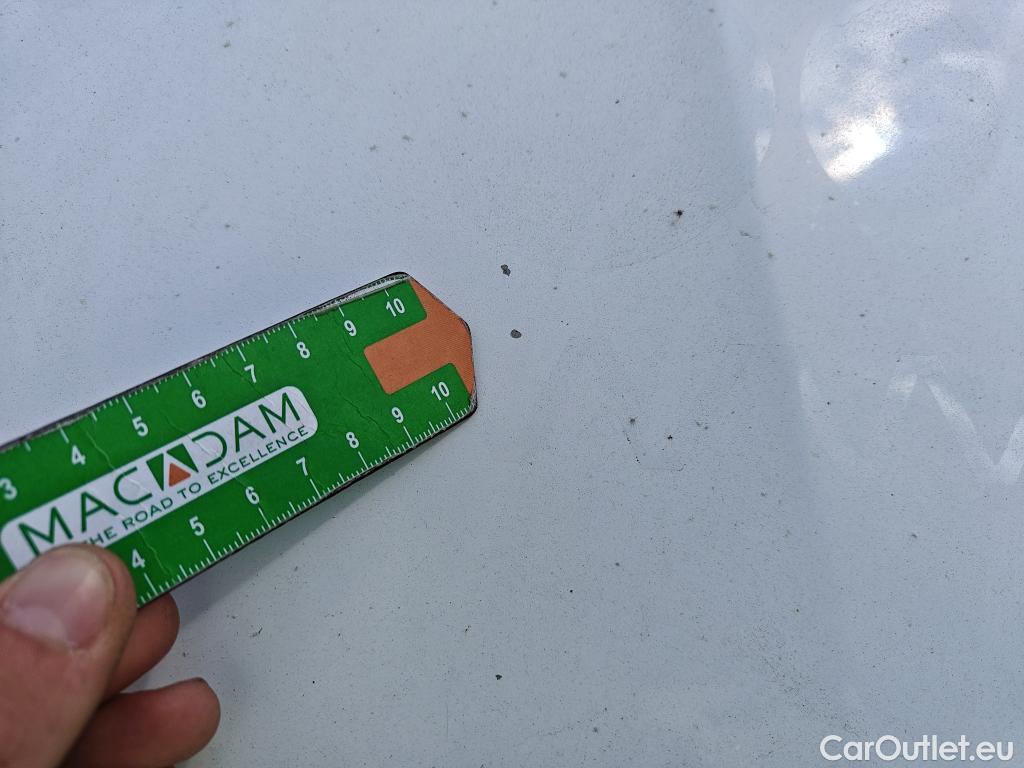 3 4 5 6 7 8 9 10
MACADAM
THE ROAD TO EXCELLENCE
4 5 6 7 8 9 10
CarOutlet.eu